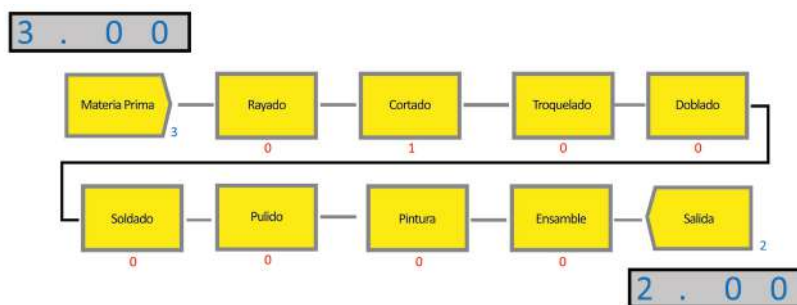 3 . 0 0
Materia Prima Rayado Cortado Troquelado Doblado
3 0 1 0 0
Soldado Pulido Pintura Ensamble Salida
0 0 0 0 2
2 . 0 0